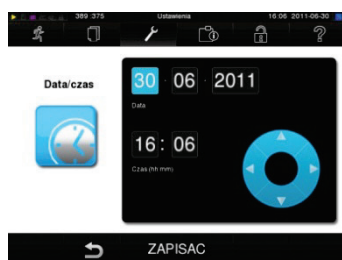 389 :375 Ustawienia 16:06 2011-06-30
Data/czas
30 06 2011
Data
16: 06
Czas (hh mm)
ZAPISAC